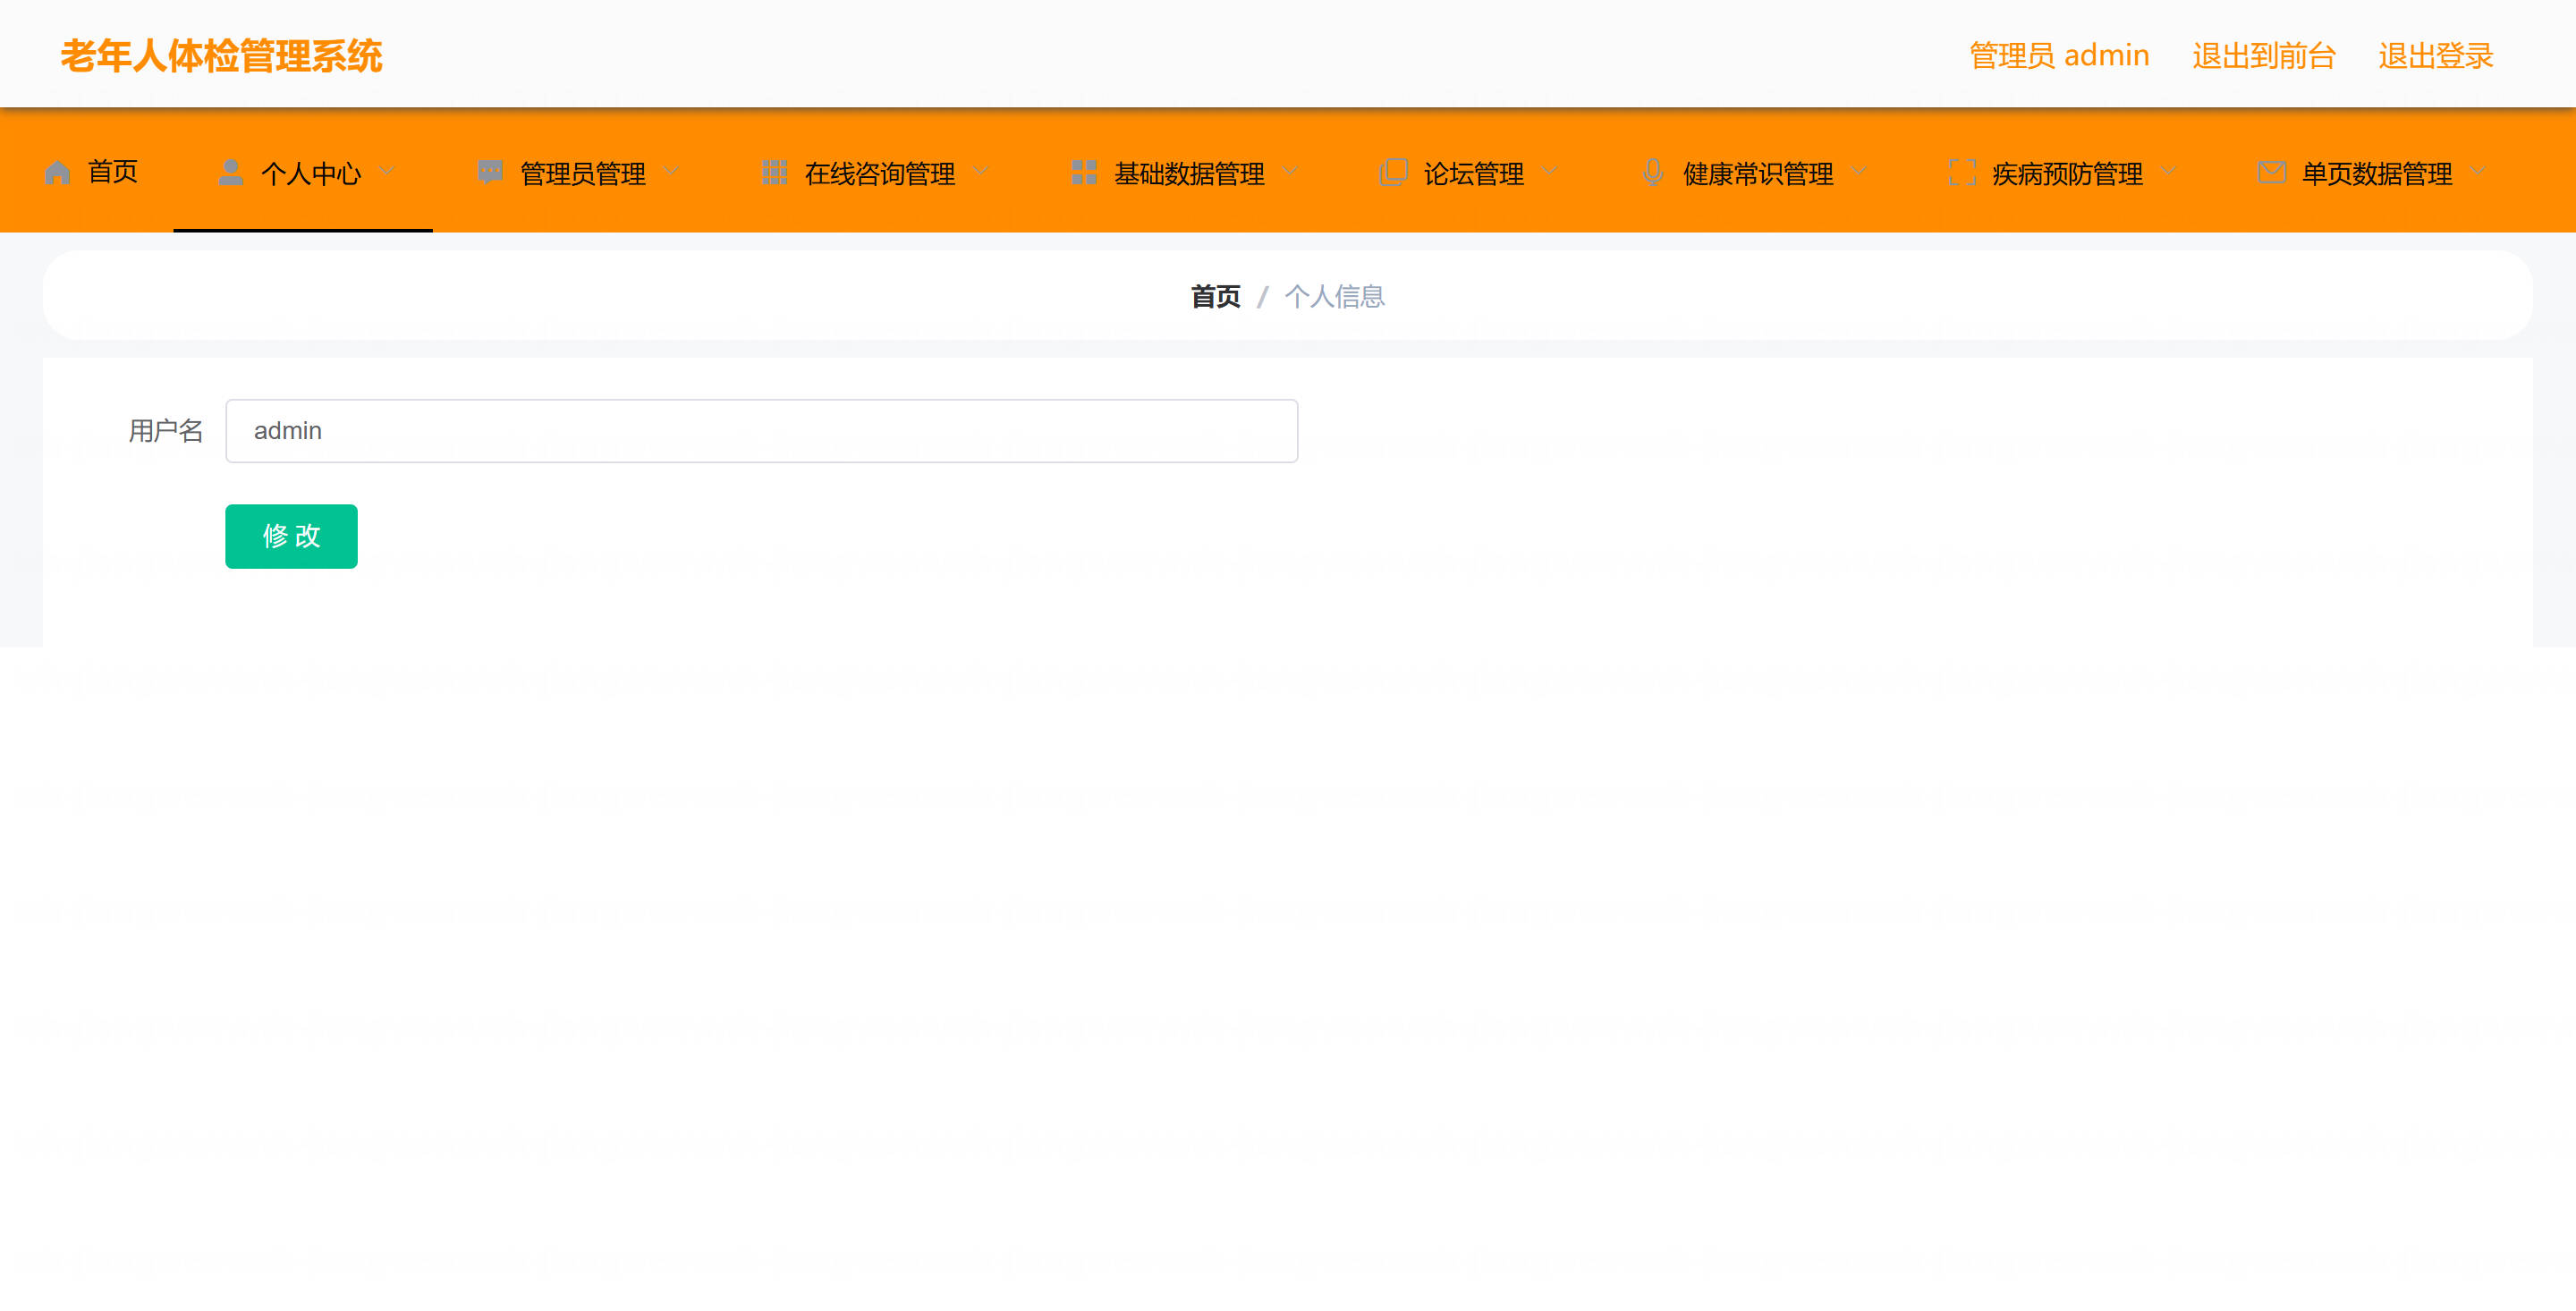 老年人体检管理系统
管理员 admin 退出到前台 退出登录
首页 个人中心 管理员管理 在线咨询管理 基础数据管理 论坛管理 健康常识管理 疾病预防管理 单页数据管理
首页 / 个人信息
用户名 admin
修 改